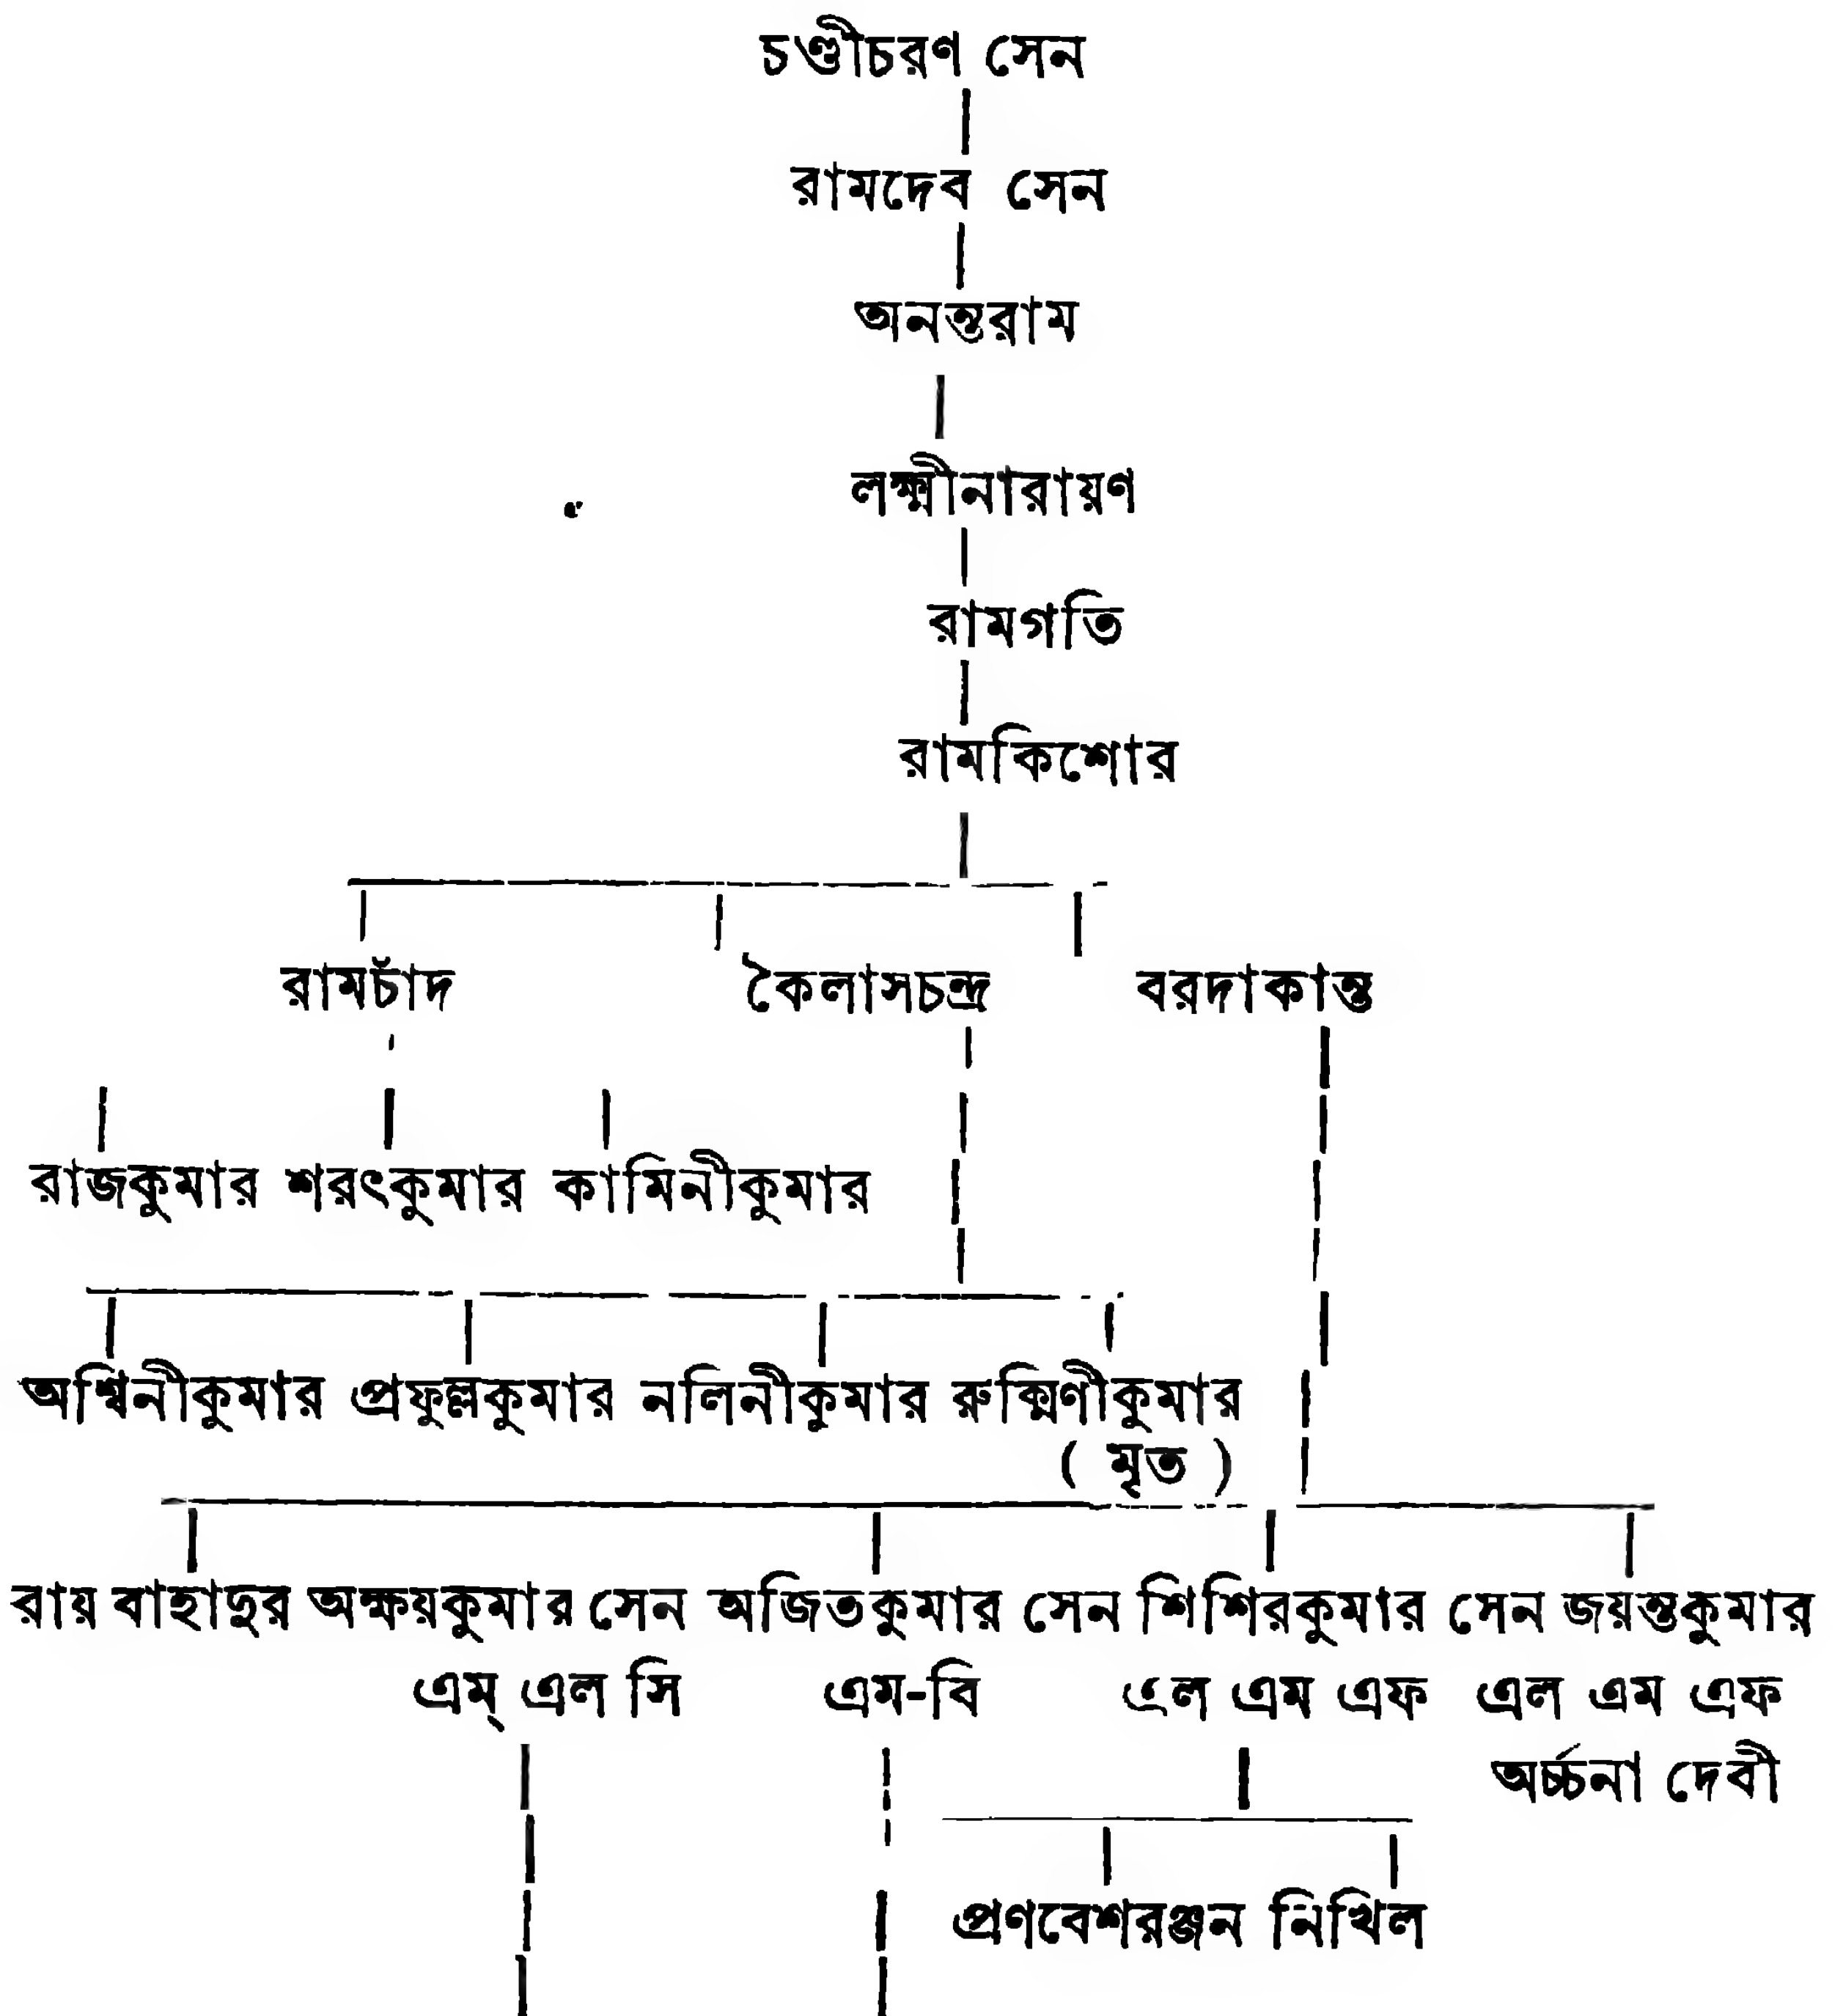 চণ্ডীচরণ সেন
রামদেব সেন
অনন্তরাম
লক্ষ্মীনারায়ণ
রামগতি
রামকিশোর
রামচাঁদ কৈলাসচন্দ্র বরদাকান্ত
রাজকুমার শরৎকুমার কামিনীকুমার
অশ্বিনীকুমার প্রফুল্লকুমার নলিনীকুমার রুক্মিণীকুমার
( মৃত )
রায় বাহাদুর অক্ষয়কুমার সেন অজিতকুমার সেন শিশিরকুমার সেন জয়ন্তকুমার
এম্ এল সি এম-বি এল এম এফ এল এম এফ
অর্চ্চনা দেবী
প্রণবেশরঞ্জন নিখিল